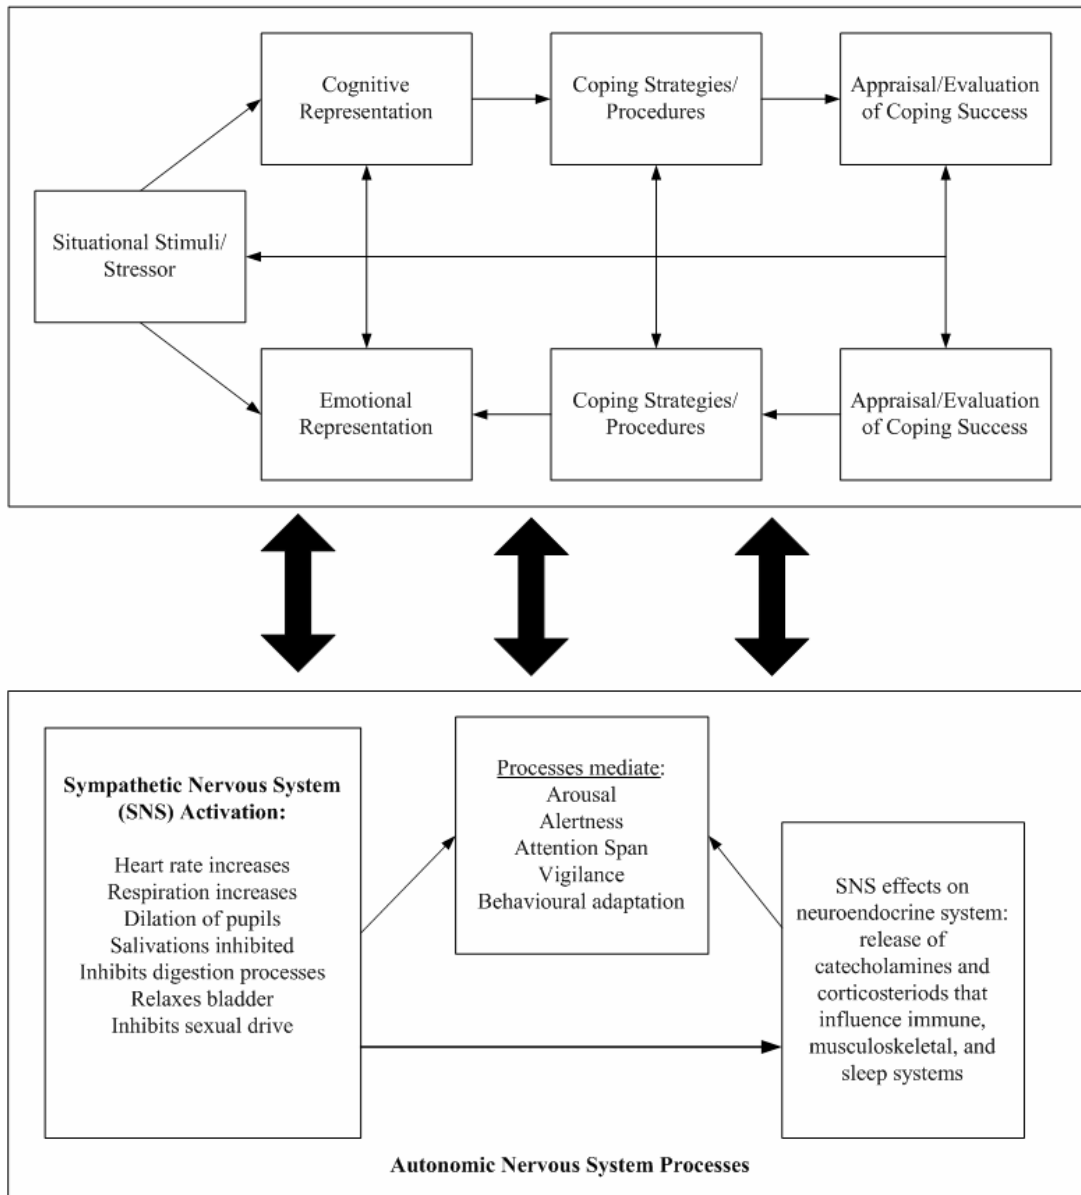 Cognitive
Representation
Coping Strategies/
Procedures
Appraisal/Evaluation
of Coping Success
Situational Stimuli/
Stressor
Emotional
Representation
Coping Strategies/
Procedures
Appraisal/Evaluation
of Coping Success
Sympathetic Nervous System
(SNS) Activation:
Heart rate increases
Respiration increases
Dilation of pupils
Salivations inhibited
Inhibits digestion processes
Relaxes bladder
Inhibits sexual drive
Processes mediate:
Arousal
Alertness
Attention Span
Vigilance
Behavioural adaptation
SNS effects on
neuroendocrine system:
release of
catecholamines and
corticosteriods that
influence immune,
musculoskeletal, and
sleep systems
Autonomic Nervous System Processes